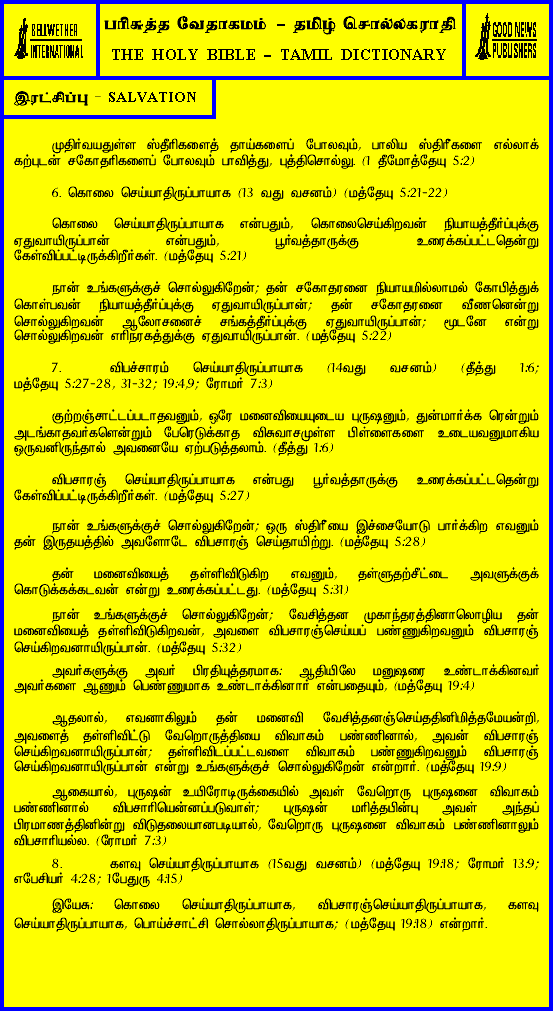 BELLWETHER
INTERNATIONAL
பரிசுத்த வேதாகமம் – தமிழ் சொல்லகராதி
THE HOLY BIBLE – TAMIL DICTIONARY
GOOD NEWS
PUBLISHERS
இரட்சிப்பு – SALVATION
முதிர்வயதுள்ள ஸ்தீரிகளைத் தாய்களைப் போலவும், பாலிய ஸ்திரீகளை எல்லாக்
கற்புடன் சகோதரிகளைப் போலவும் பாவித்து, புத்திசொல்லு. (1 தீமோத்தேயு 5:2)
6. கொலை செய்யாதிருப்பாயாக (13 வது வசனம்) (மத்தேயு 5:21-22)
கொலை செய்யாதிருப்பாயாக என்பதும், கொலைசெய்கிறவன் நியாயத்தீர்ப்புக்கு
ஏதுவாயிருப்பான் என்பதும், பூர்வத்தாருக்கு உரைக்கப்பட்டதென்று
கேள்விப்பட்டிருக்கிறீர்கள். (மத்தேயு 5:21)
நான் உங்களுக்குச் சொல்லுகிறேன்; தன் சகோதரனை நியாயமில்லாமல் கோபித்துக்
கொள்பவன் நியாயத்தீர்ப்புக்கு ஏதுவாயிருப்பான்; தன் சகோதரனை வீணனென்று
சொல்லுகிறவன் ஆலோசனைச் சங்கத்தீர்ப்புக்கு ஏதுவாயிருப்பான்; மூடனே என்று
சொல்லுகிறவன் எரிநரகத்துக்கு ஏதுவாயிருப்பான். (மத்தேயு 5:22)
7. விபச்சாரம் செய்யாதிருப்பாயாக (14வது வசனம்) (தீத்து 1:6;
மத்தேயு 5:27-28, 31-32; 19:4,9; ரோமர் 7:3)
குற்றஞ்சாட்டப்படாதவனும், ஒரே மனைவியையுடைய புருஷனும், துன்மார்க்க ரென்றும்
அடங்காதவர்களென்றும் பேரெடுக்காத விசுவாசமுள்ள பிள்ளைகளை உடையவனுமாகிய
ஒருவனிருந்தால் அவனையே ஏற்படுத்தலாம். (தீத்து 1:6)
விபசாரஞ் செய்யாதிருப்பாயாக என்பது பூர்வத்தாருக்கு உரைக்கப்பட்டதென்று
கேள்விப்பட்டிருக்கிறீர்கள். (மத்தேயு 5:27)
நான் உங்களுக்குச் சொல்லுகிறேன்; ஒரு ஸ்திரீயை இச்சையோடு பார்க்கிற எவனும்
தன் இருதயத்தில் அவளோடே விபசாரஞ் செய்தாயிற்று. (மத்தேயு 5:28)
தன் மனைவியைத் தள்ளிவிடுகிற எவனும், தள்ளுதற்சீட்டை அவளுக்குக்
கொடுக்கக்கடவன் என்று உரைக்கப்பட்டது. (மத்தேயு 5:31)
நான் உங்களுக்குச் சொல்லுகிறேன்; வேசித்தன முகாந்தரத்தினாலொழிய தன்
மனைவியைத் தள்ளிவிடுகிறவன், அவளை விபசாரஞ்செய்யப் பண்ணுகிறவனும் விபசாரஞ்
செய்கிறவனாயிருப்பான். (மத்தேயு 5:32)
அவர்களுக்கு அவர் பிரதியுத்தரமாக: ஆதியிலே மனுஷரை உண்டாக்கினவர்
அவர்களை ஆணும் பெண்ணுமாக உண்டாக்கினார் என்பதையும், (மத்தேயு 19:4)
ஆதலால், எவனாகிலும் தன் மனைவி வேசித்தனஞ்செய்ததினிமித்தமேயன்றி,
அவளைத் தள்ளிவிட்டு வேறொருத்தியை விவாகம் பண்ணினால், அவன் விபசாரஞ்
செய்கிறவனாயிருப்பான்; தள்ளிவிடப்பட்டவளை விவாகம் பண்ணுகிறவனும் விபசாரஞ்
செய்கிறவனாயிருப்பான் என்று உங்களுக்குச் சொல்லுகிறேன் என்றார். (மத்தேயு 19:9)
ஆகையால், புருஷன் உயிரோடிருக்கையில் அவள் வேறொரு புருஷனை விவாகம்
பண்ணினால் விபசாரியென்னப்படுவாள்; புருஷன் மரித்தபின்பு அவள் அந்தப்
பிரமாணத்தினின்று விடுதலையானபடியால், வேறொரு புருஷனை விவாகம் பண்ணினாலும்
விபசாரியல்ல. (ரோமர் 7:3)
8. களவு செய்யாதிருப்பாயாக (15வது வசனம்) (மத்தேயு 19:18; ரோமர் 13:9;
எபேசியர் 4:28; 1பேதுரு 4:15)
இயேசு: கொலை செய்யாதிருப்பாயாக, விபசாரஞ்செய்யாதிருப்பாயாக, களவு
செய்யாதிருப்பாயாக, பொய்ச்சாட்சி சொல்லாதிருப்பாயாக; (மத்தேயு 19:18) என்றார்.